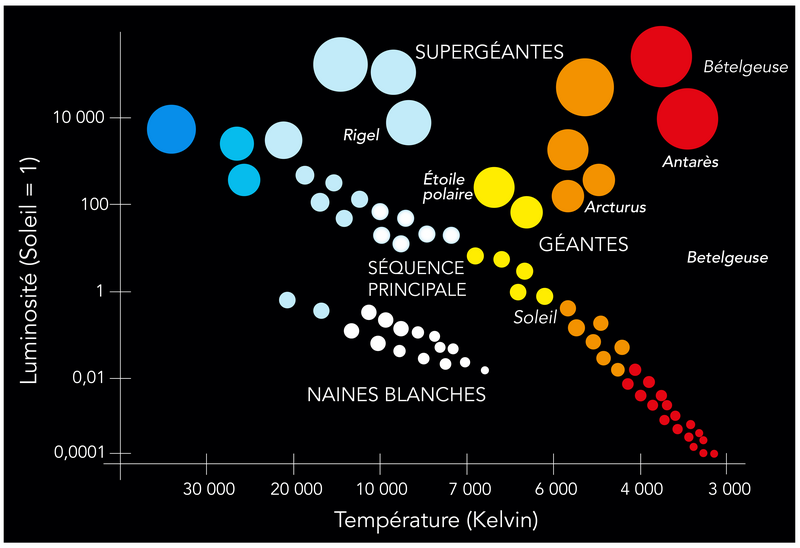 SUPERGÉANTES
Bételgeuse
10 000
Rigel
Antarès
Étoile
polaire
100
Arcturus
GÉANTES
Betelgeuse
SÉQUENCE
PRINCIPALE
1
Soleil
NAINES BLANCHES
0,01
0,0001
Luminosité (Soleil = 1)
30 000 20 000 10 000 7 000 6 000 4 000 3 000
Température (Kelvin)